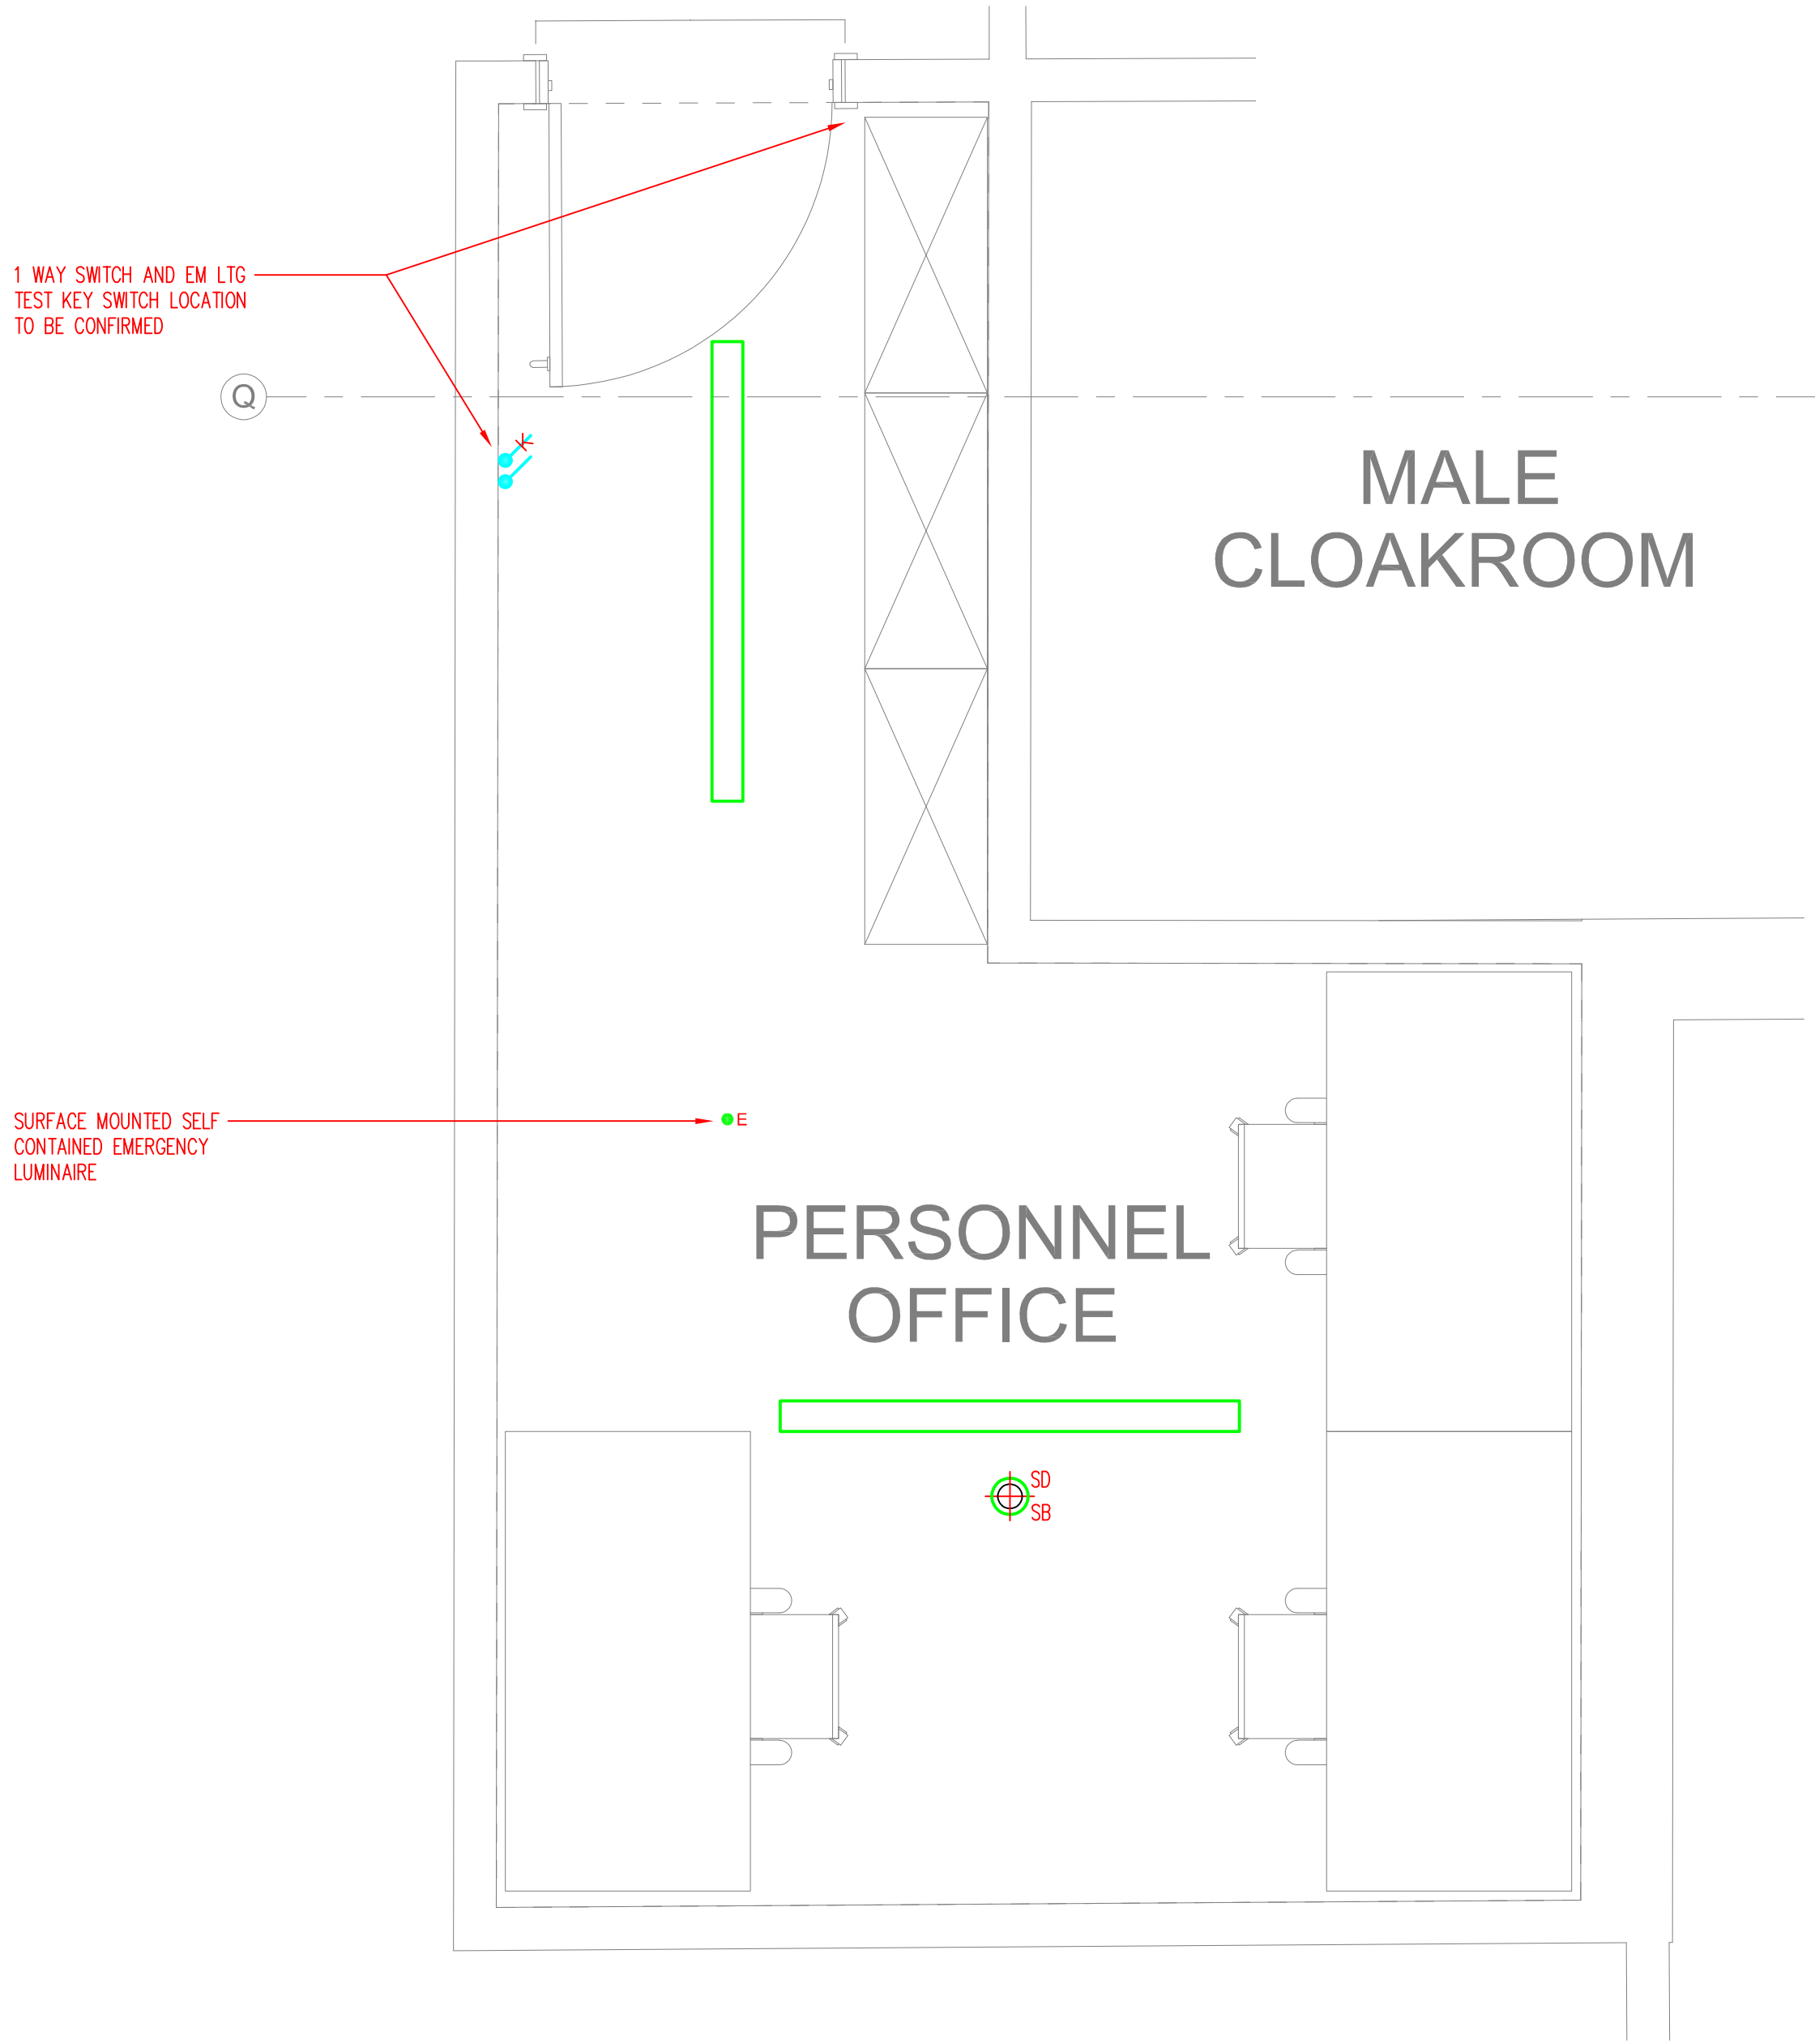 1 WAY SWITCH AND EM LTG
TEST KEY SWITCH LOCATION
TO BE CONFIRMED
Q
K
MALE
CLOAKROOM
SURFACE MOUNTED SELF
CONTAINED EMERGENCY
LUMINAIRE
E
PERSONNEL
OFFICE
SD
SB